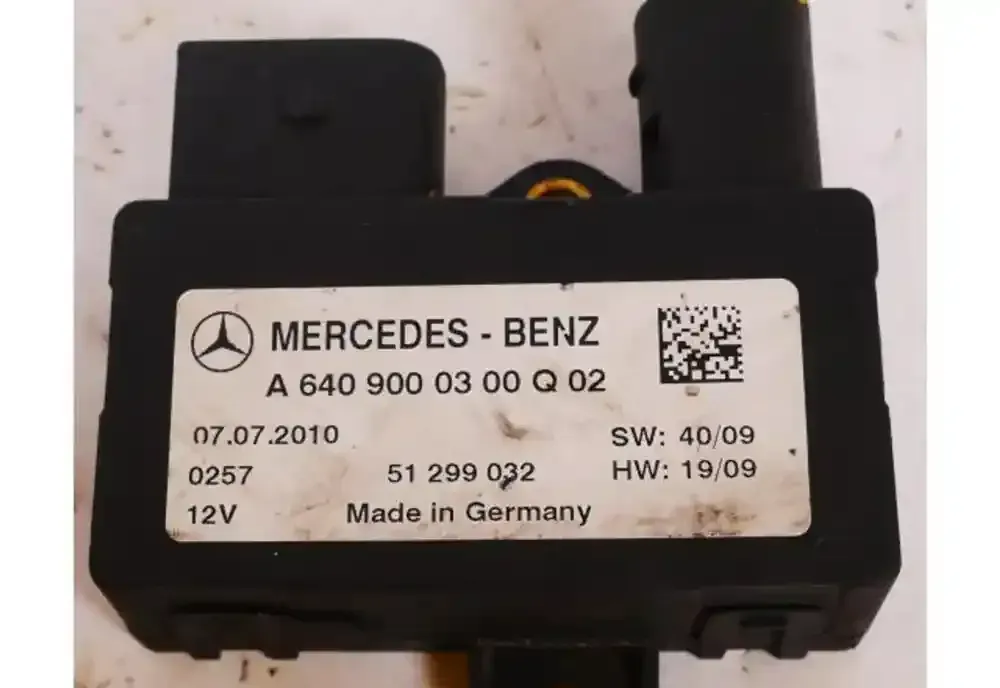 MERCEDES - BENZ
A 640 900 03 00 Q 02
07.07.2010
SW: 40/09
0257
51 299 032
HW: 19/09
12V
Made in Germany